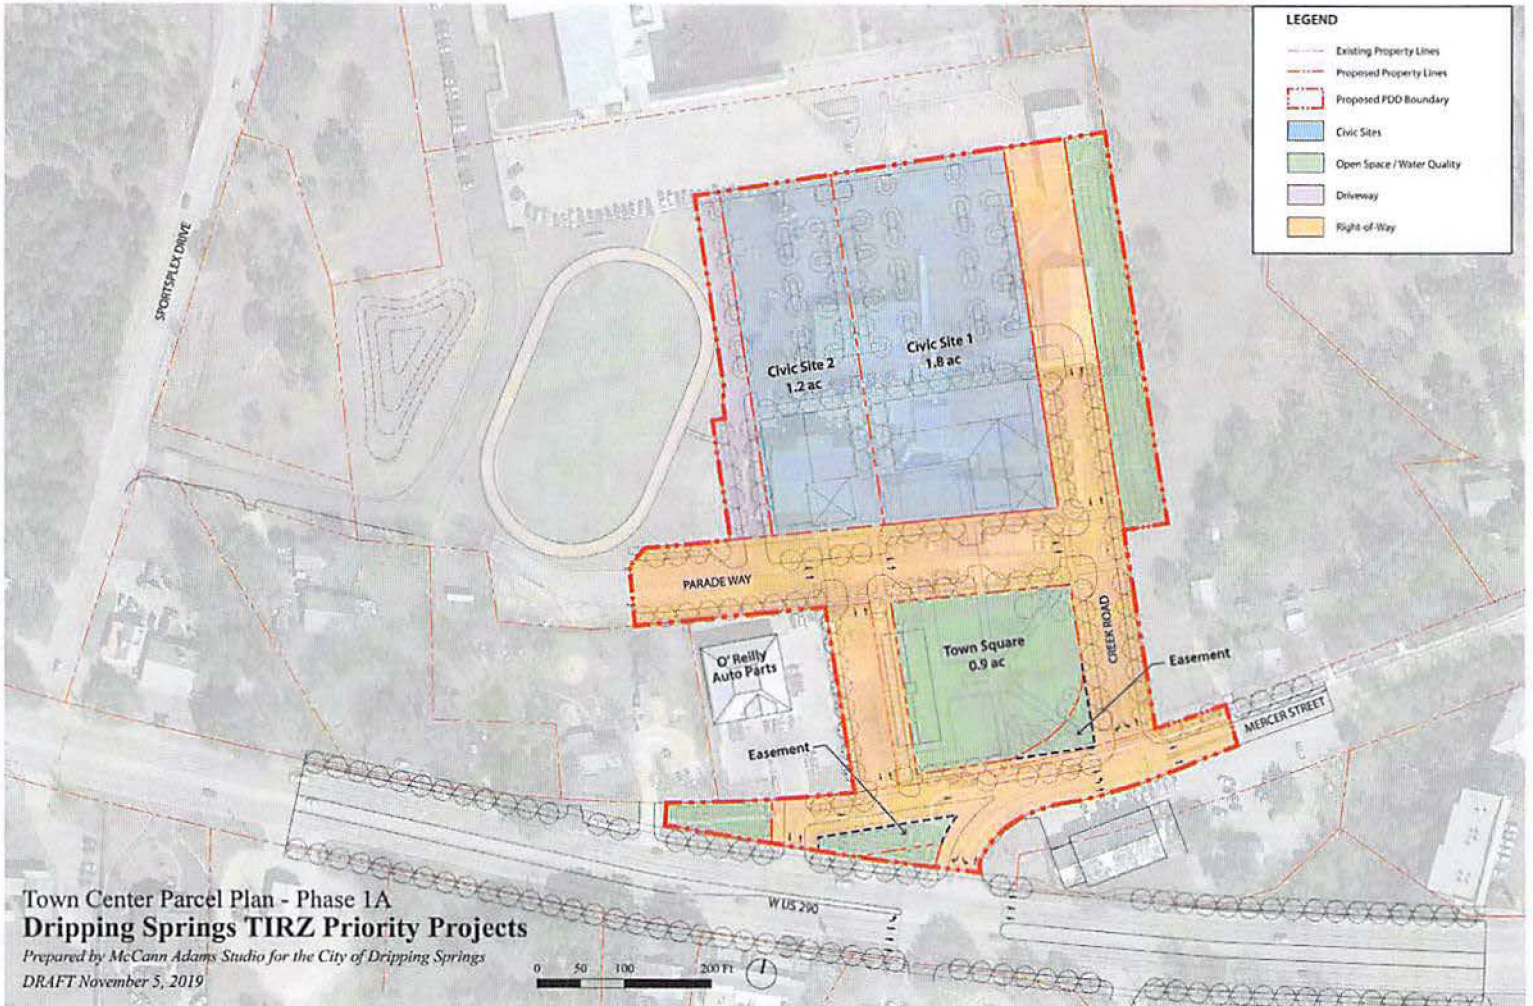 LEGEND
Existing Property Lines
Proposed Property Lines
Proposed PDD Boundary
Civic Sites
Open Space / Water Quality
Driveway
Right-of-Way
SPORTSPLEX DRIVE
Civic Site 2
1.2 ac
Civic Site 1
1.8 ac
PARADE WAY
CREEK ROAD
O'Reilly
Auto Parts
Town Square
0.9 ac
Easement
MERCER STREET
Easement
W US 290
Town Center Parcel Plan - Phase 1A
Dripping Springs TIRZ Priority Projects
Prepared by McCann Adams Studio for the City of Dripping Springs
DRAFT November 5, 2019
0 50 100 200 Ft